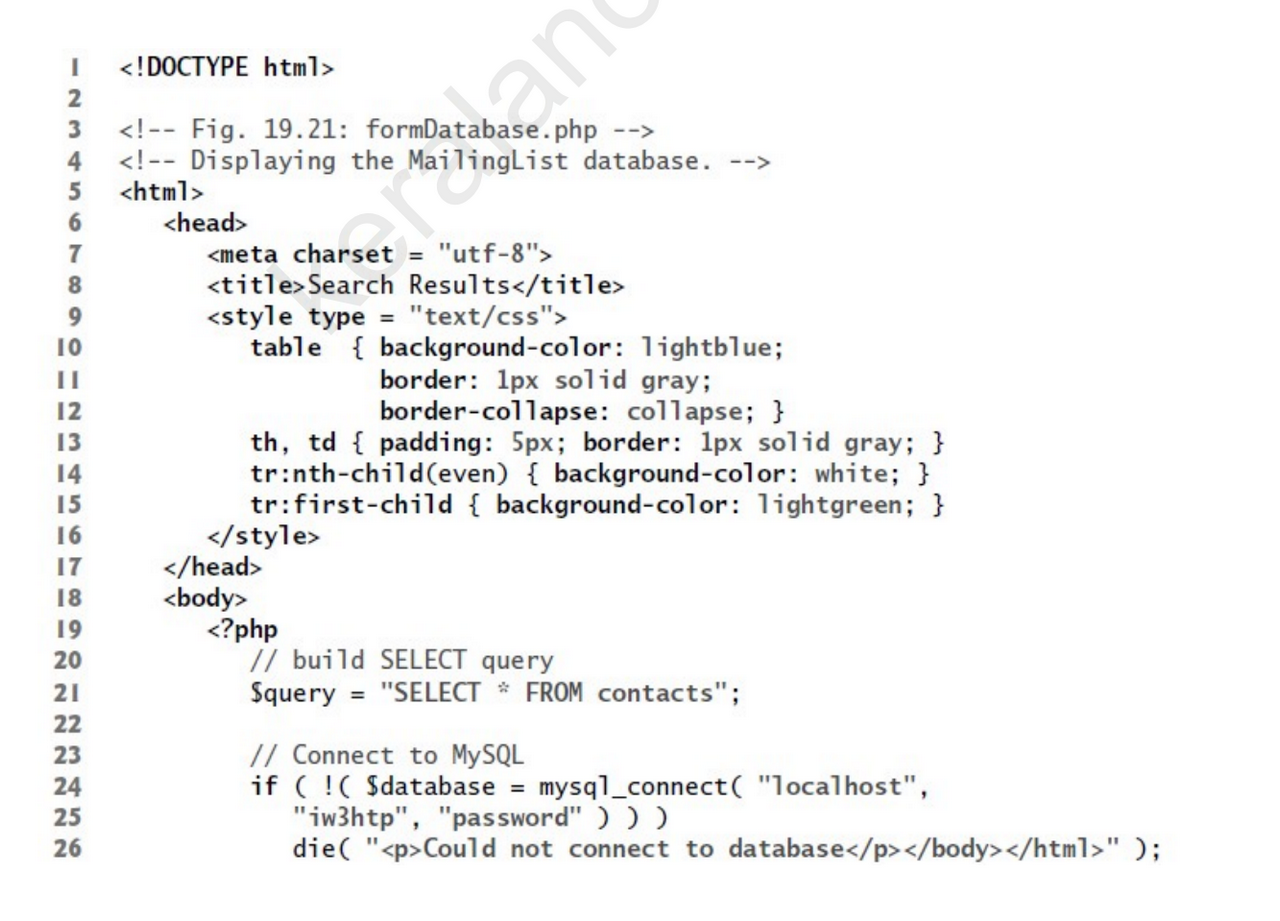 keralano
1 <!DOCTYPE html>
2
3 <!-- Fig. 19.21: formDatabase.php -->
4 <!-- Displaying the MailingList database. -->
5 <html>
6 <head>
7 <meta charset = "utf-8">
8 <title>Search Results</title>
9 <style type = "text/css">
10 table { background-color: lightblue;
11 border: 1px solid gray;
12 border-collapse: collapse; }
13 th, td { padding: 5px; border: 1px solid gray; }
14 tr:nth-child(even) { background-color: white; }
15 tr:first-child { background-color: lightgreen; }
16 </style>
17 </head>
18 <body>
19 <?php
20 // build SELECT query
21 $query = "SELECT * FROM contacts";
22
23 // Connect to MySQL
24 if ( !( $database = mysql_connect( "localhost",
25 "iw3htp", "password" ) ) )
26 die( "<p>Could not connect to database</p></body></html>" );